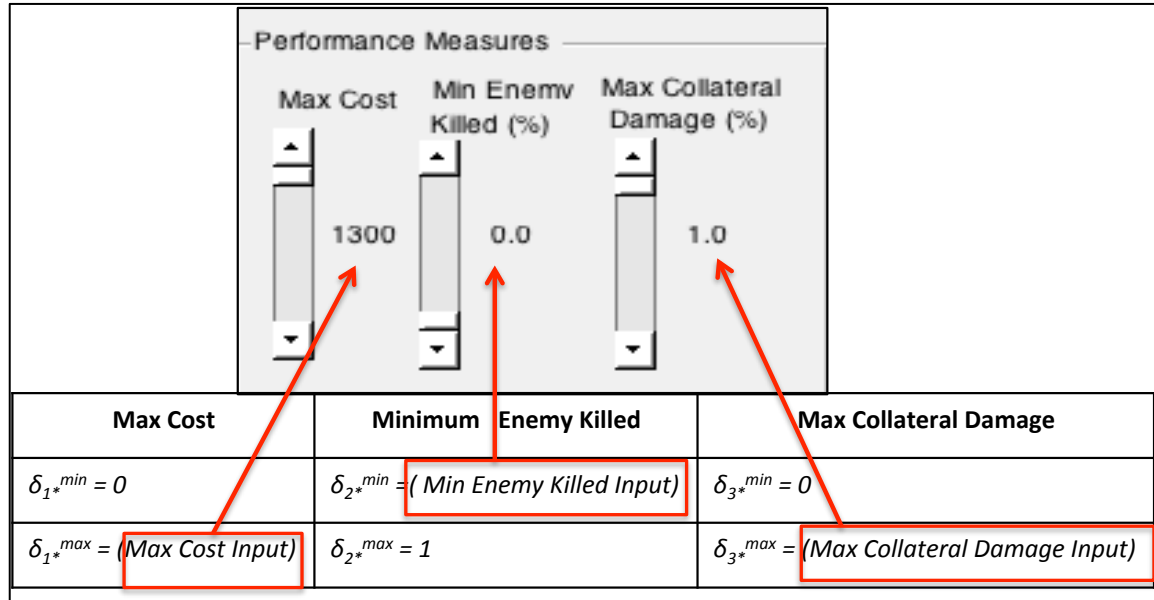 Performance Measures
Max Cost
Min Enemv
Killed (%)
Max Collateral
Damage (%)
1300
0.0
1.0
Max Cost
Minimum Enemy Killed
Max Collateral Damage
δ1*min = 0
δ2*min =( Min Enemy Killed Input)
δ3*min = 0
δ1*max = (Max Cost Input)
δ2*max = 1
δ3*max = (Max Collateral Damage Input)